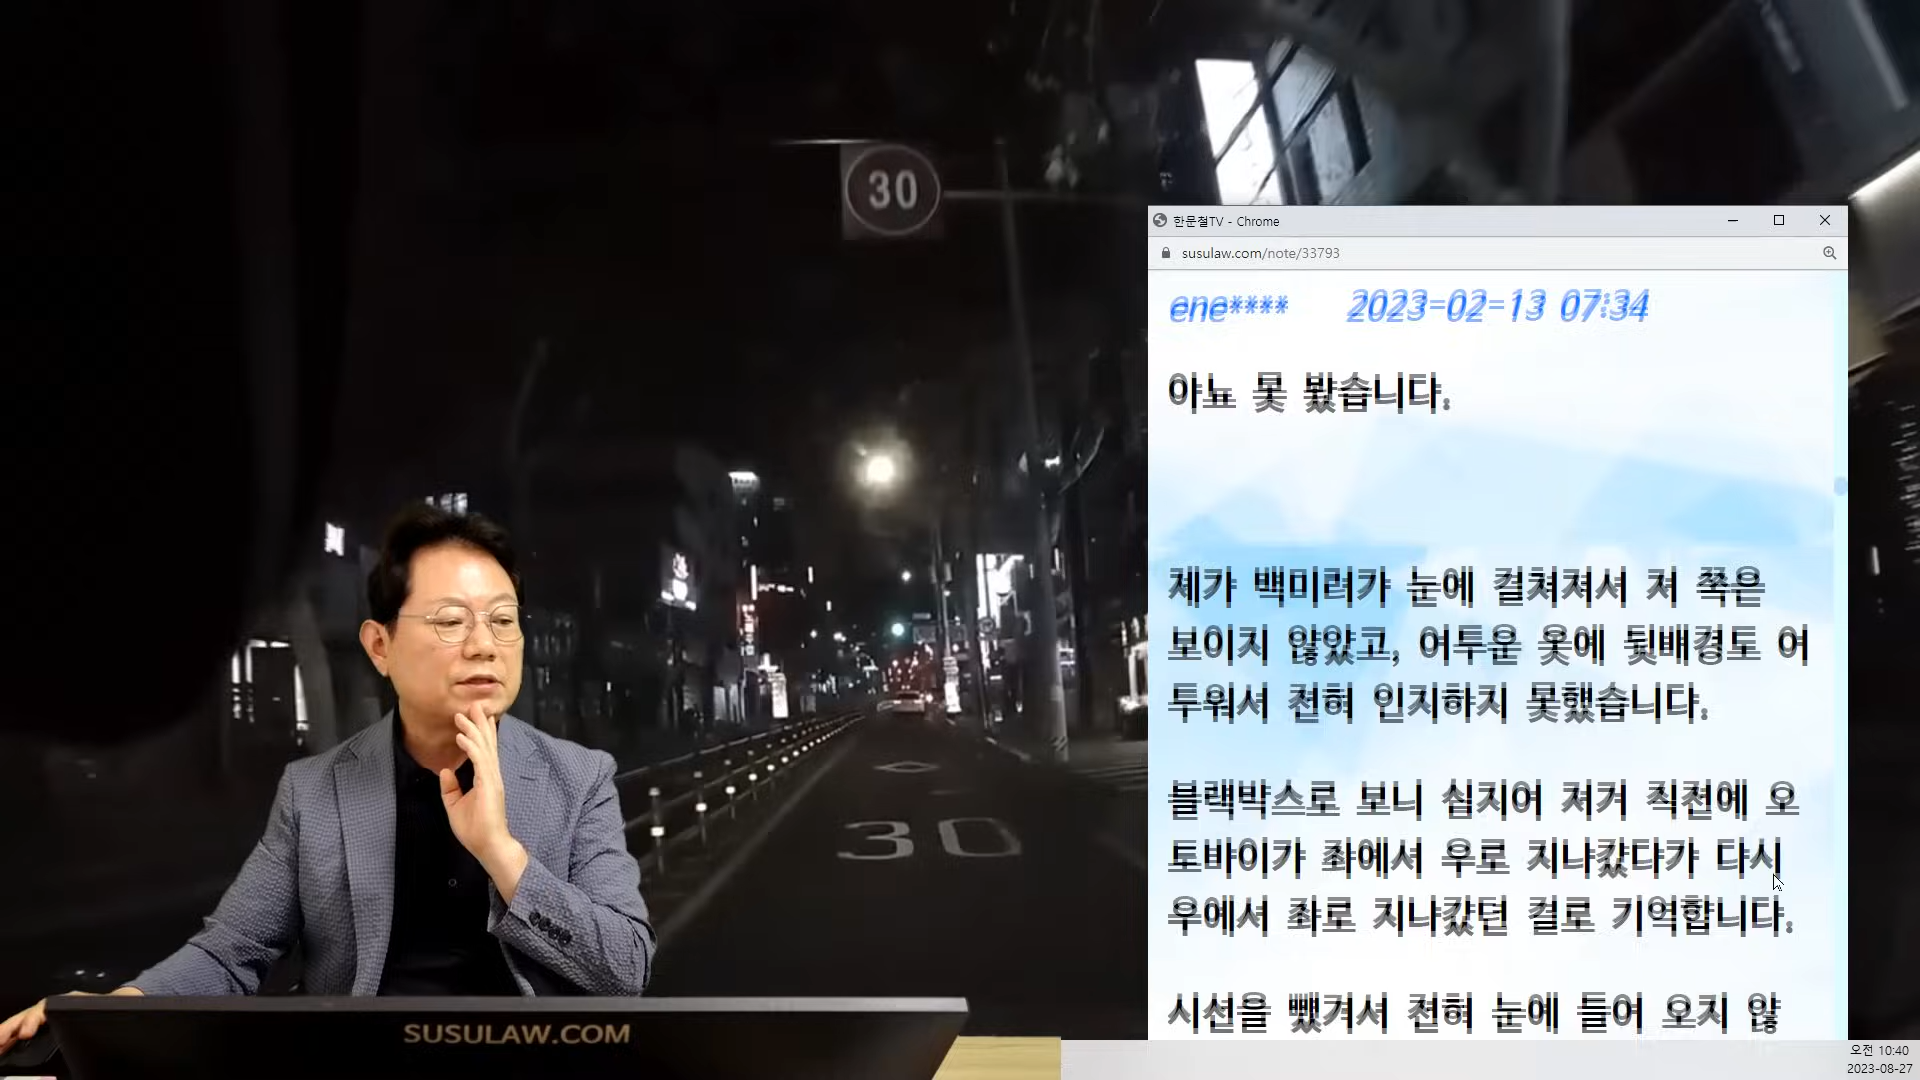 30
한문철TV - Chrome
susulaw.com/note/33793
ene**** 2023-02-13 07:34
아뇨 못 봤습니다.
제가 백미러가 눈에 걸쳐져서 저 쪽은
보이지 않았고, 어두운 옷에 뒷배경도 어
두워서 전혀 인지하지 못했습니다.
블랙박스로 보니 심지어 저거 직전에 오
토바이가 좌에서 우로 지나갔다가 다시
우에서 좌로 지나갔던 걸로 기억합니다.
시선을 뺏겨서 전혀 눈에 들어 오지 않
30
SUSULAW.COM
오전 10:40
2023-08-27